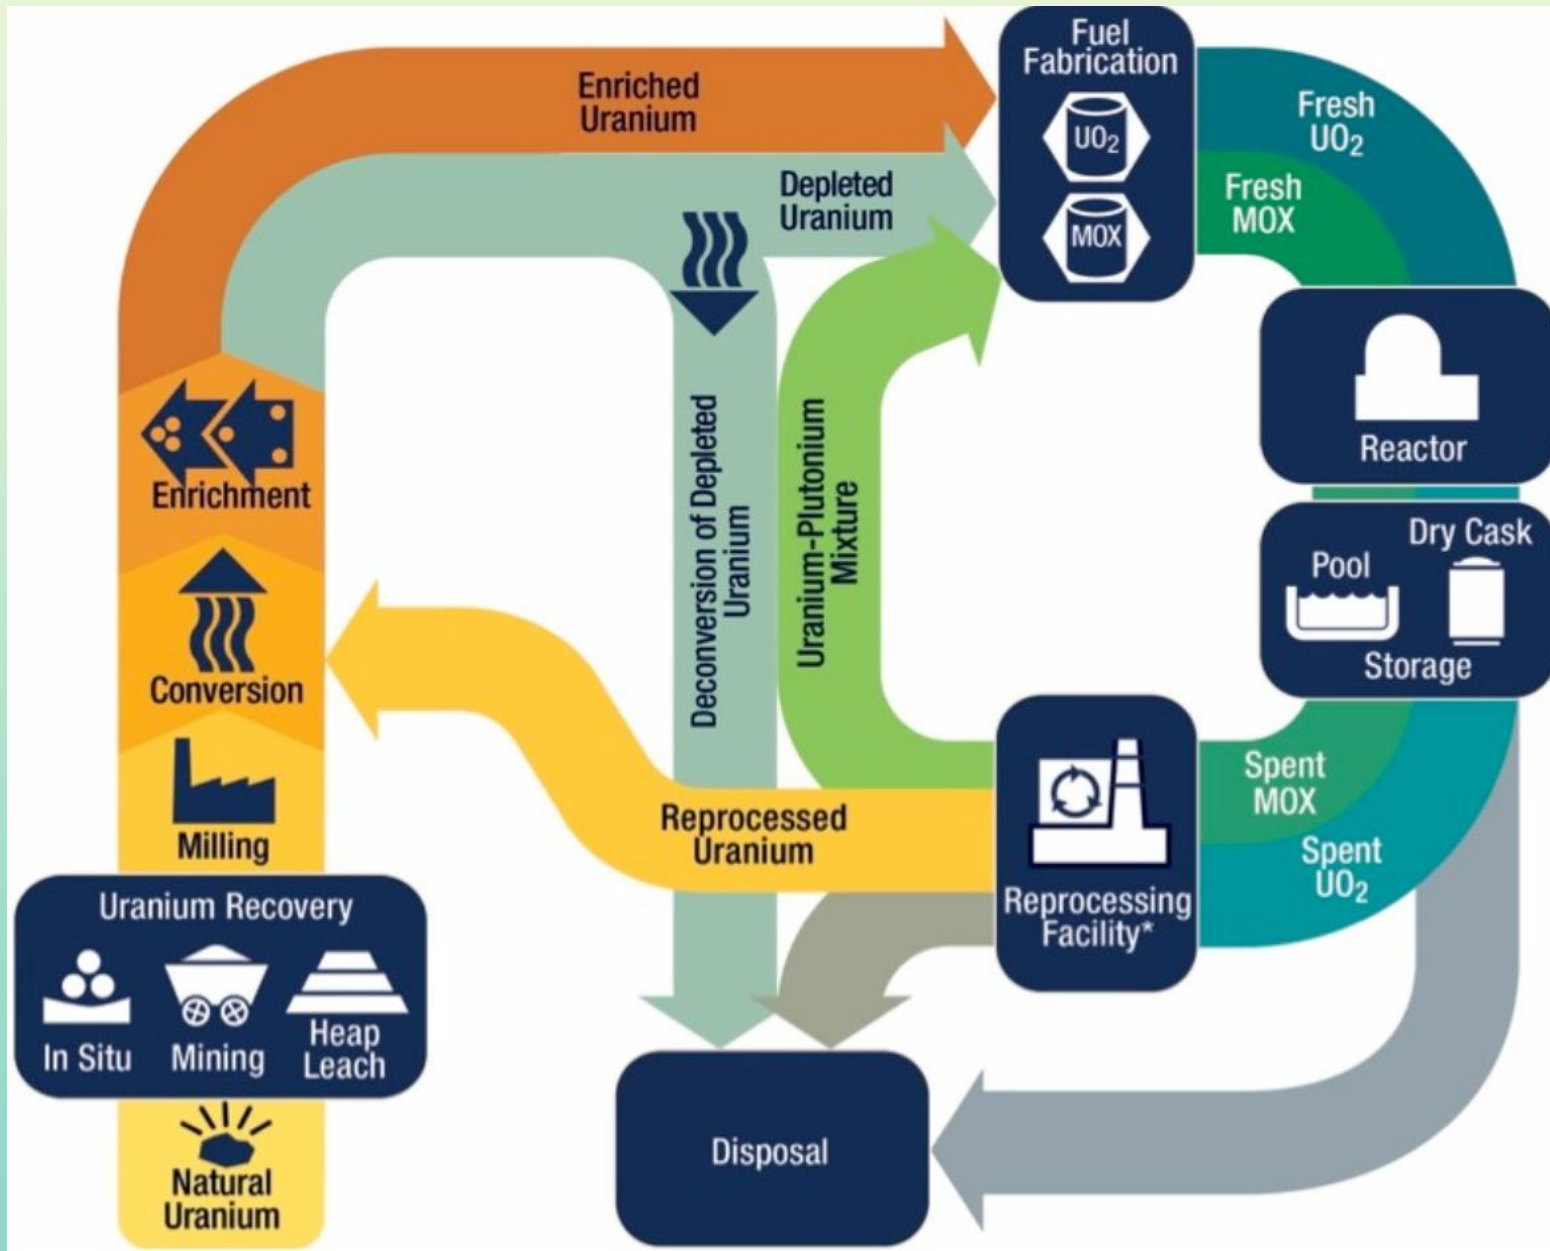 Fuel
Fabrication
UO₂
MOX
Enriched
Uranium
Depleted
Uranium
Fresh
UO₂
Fresh
MOX
Reactor
Dry Cask
Pool
Storage
Enrichment
Conversion
Milling
Deconversion of Depleted
Uranium
Uranium-Plutonium
Mixture
Reprocessed
Uranium
Reprocessing
Facility*
Spent
MOX
Spent
UO₂
Uranium Recovery
In Situ
Mining
Heap
Leach
Natural
Uranium
Disposal